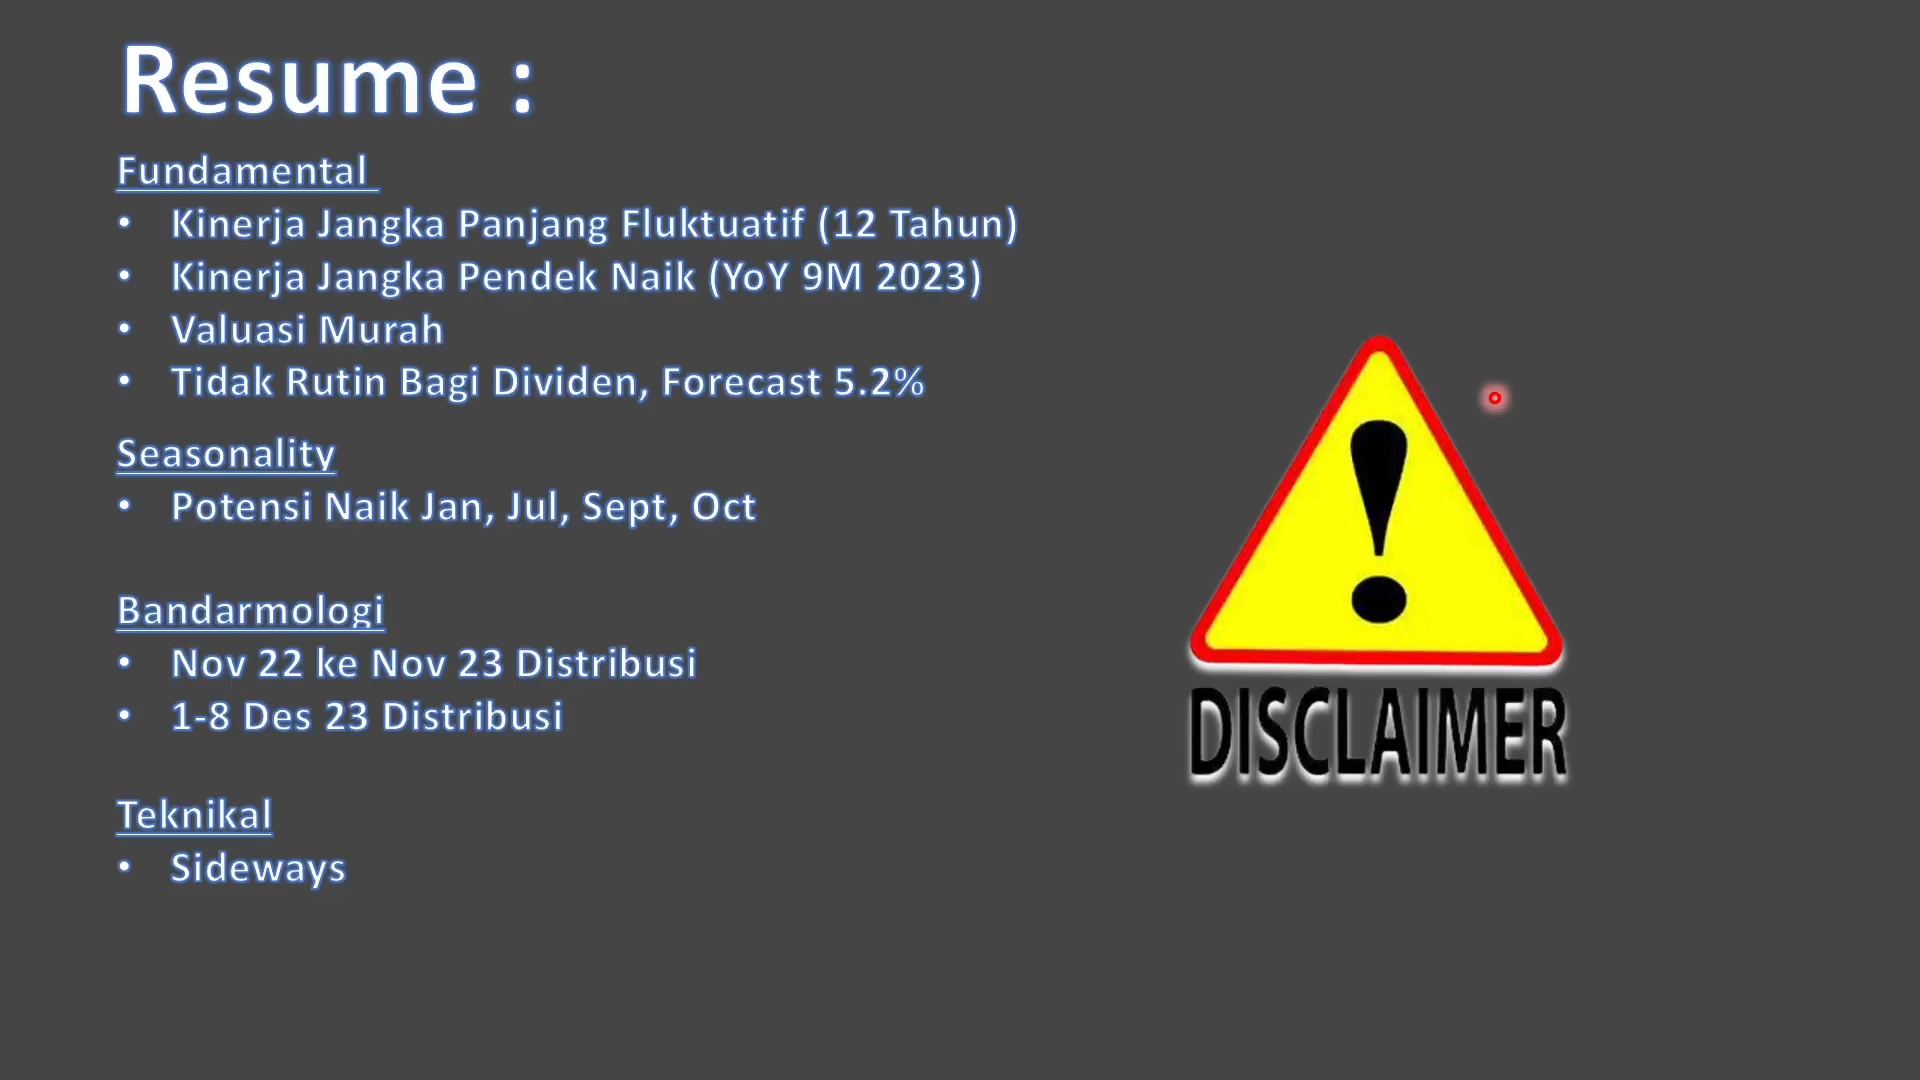 Resume :
Fundamental
• Kinerja Jangka Panjang Fluktuatif (12 Tahun)
• Kinerja Jangka Pendek Naik (YoY 9M 2023)
• Valuasi Murah
• Tidak Rutin Bagi Dividen, Forecast 5.2%
Seasonality
• Potensi Naik Jan, Jul, Sept, Oct
Bandarmologi
• Nov 22 ke Nov 23 Distribusi
• 1-8 Des 23 Distribusi
Teknikal
• Sideways
!
DISCLAIMER